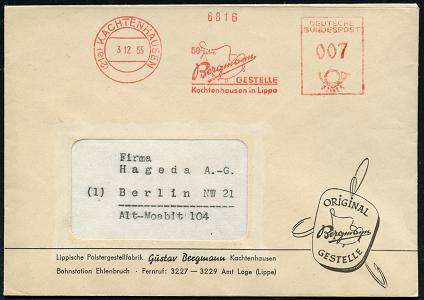 6816
(21a) KACHTENHAUSEN
3 12 55
50 Jahre
Bergmann
GESTELLE
Kachtenhausen in Lippe
DEUTSCHE
BUNDESPOST
007
Firma
Hageda A.-G.
(1) Berlin NW 21
Alt-Moabit 104
ORIGINAL
Bergmann
GESTELLE
Lippische Polstergestellfabrik Gustav Bergmann Kachtenhausen
Bahnstation Ehlenbruch · Fernruf: 3227 — 3229 Amt Lage (Lippe)